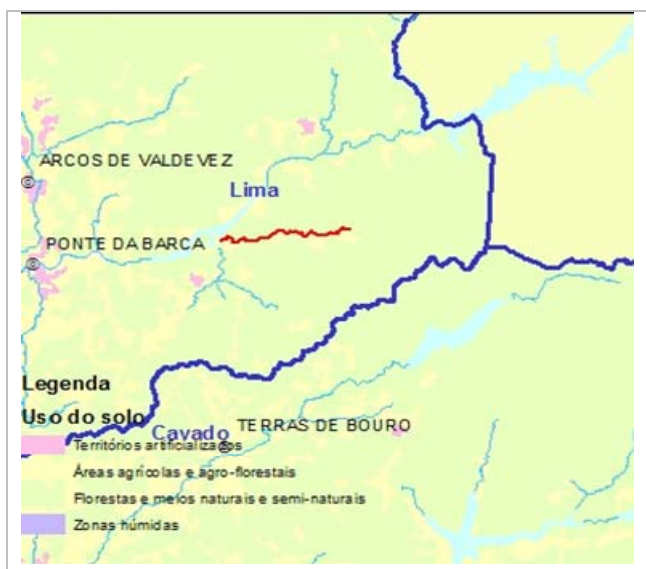 ARCOS DE VALDEVEZ
Lima
PONTE DA BARCA
Legenda
Uso do solo
Cavado
TERRAS DE BOURO
Territórios artificializados
Áreas agrícolas e agro-florestais
Florestas e meios naturais e semi-naturais
Zonas húmidas